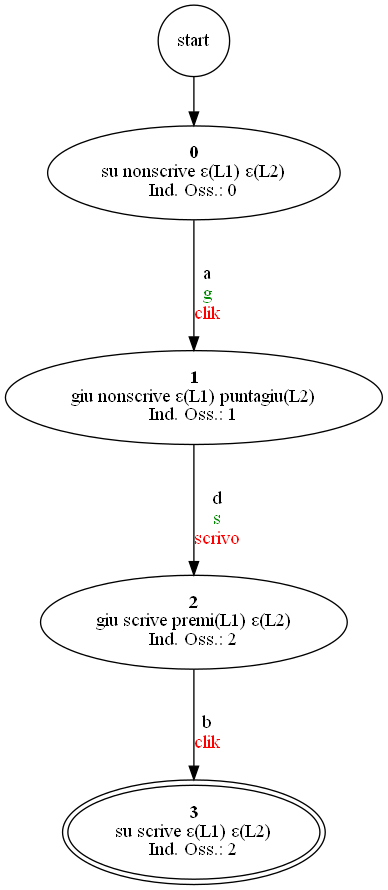 start
0
su nonscrive ε(L1) ε(L2)
Ind. Oss.: 0
a
g
clik
1
giu nonscrive ε(L1) puntagiu(L2)
Ind. Oss.: 1
d
s
scrivo
2
giu scrive premi(L1) ε(L2)
Ind. Oss.: 2
b
clik
3
su scrive ε(L1) ε(L2)
Ind. Oss.: 2